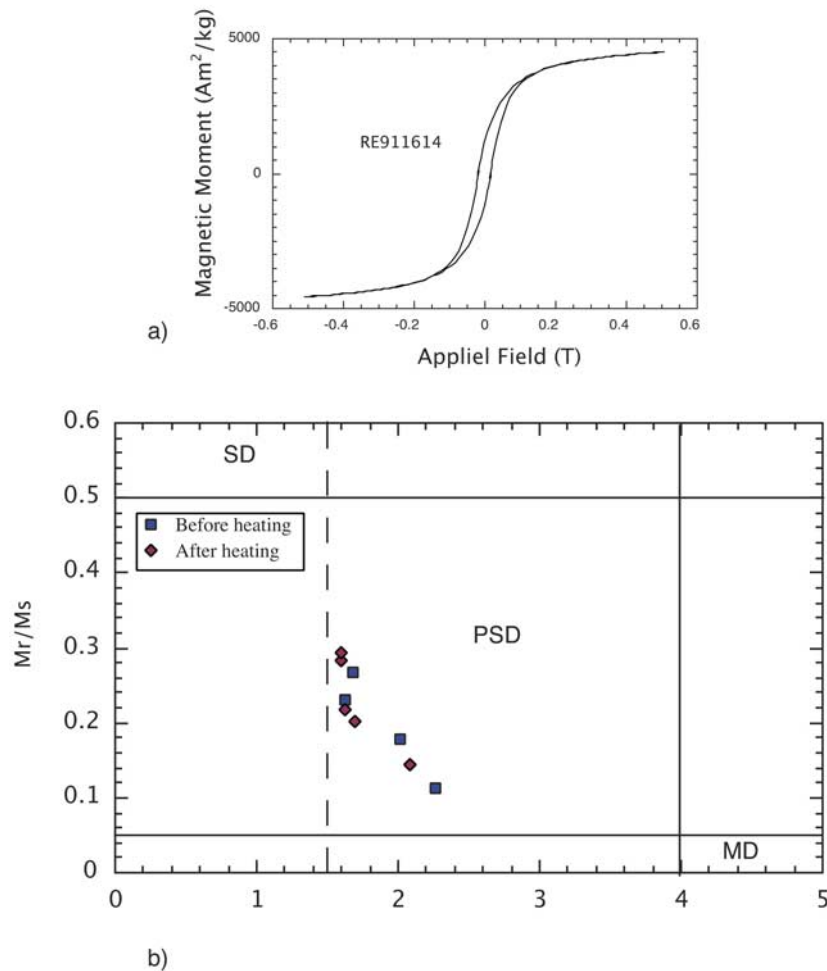 5000
0
-5000
Magnetic Moment (Am²/kg)
RE911614
-0.6 -0.4 -0.2 0 0.2 0.4 0.6
Appliel Field (T)
a)
0.6
0.5
0.4
0.3
0.2
0.1
0
Mr/Ms
SD
Before heating
After heating
PSD
MD
0 1 2 3 4 5
b)